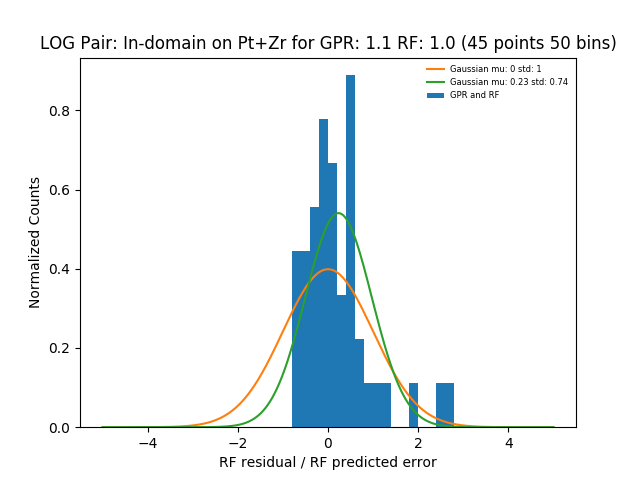 LOG Pair: In-domain on Pt+Zr for GPR: 1.1 RF: 1.0 (45 points 50 bins)
Gaussian mu: 0 std: 1
Gaussian mu: 0.23 std: 0.74
GPR and RF
Normalized Counts
0.8
0.6
0.4
0.2
0.0
−4 −2 0 2 4
RF residual / RF predicted error